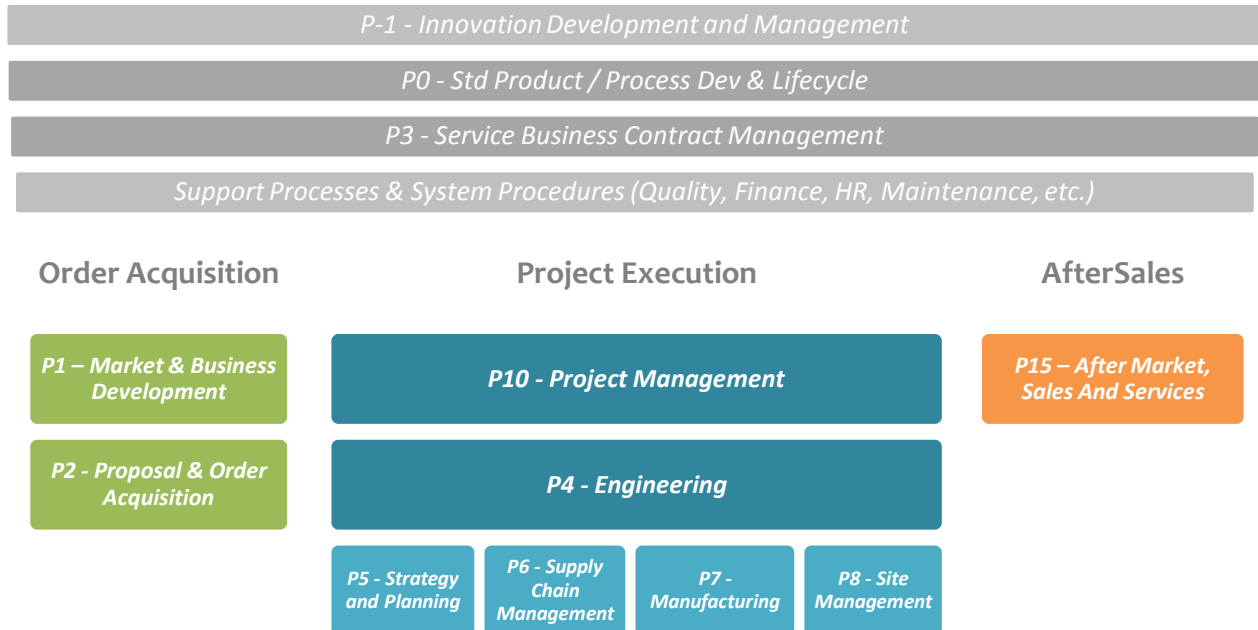 P-1 - Innovation Development and Management
P0 - Std Product / Process Dev & Lifecycle
P3 - Service Business Contract Management
Support Processes & System Procedures (Quality, Finance, HR, Maintenance, etc.)
Order Acquisition
Project Execution
AfterSales
P1 – Market & Business
Development
P10 - Project Management
P15 – After Market,
Sales And Services
P2 - Proposal & Order
Acquisition
P4 - Engineering
P5 - Strategy
and Planning
P6 - Supply
Chain
Management
P7 -
Manufacturing
P8 - Site
Management